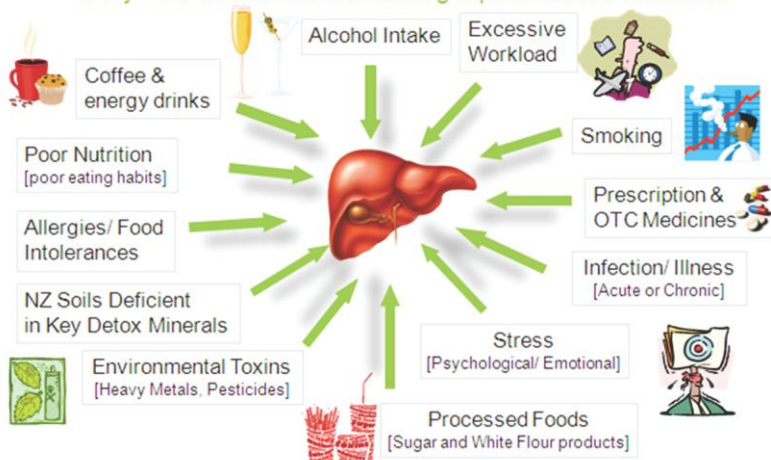 Alcohol Intake
Excessive
Workload
Coffee &
energy drinks
Smoking
Poor Nutrition
[poor eating habits]
Prescription &
OTC Medicines
Allergies/ Food
Intolerances
Infection/ Illness
[Acute or Chronic]
NZ Soils Deficient
in Key Detox Minerals
Stress
[Psychological/ Emotional]
Environmental Toxins
[Heavy Metals, Pesticides]
Processed Foods
[Sugar and White Flour products]